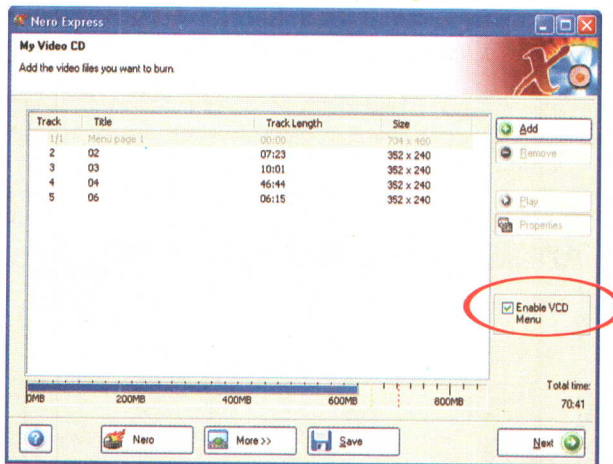 Nero Express
My Video CD
Add the video files you want to burn.
Track Title Track Length Size
1/1 Menu page 1 00:00 704 x 480
2 02 07:23 352 x 240
3 03 10:01 352 x 240
4 04 46:44 352 x 240
5 06 06:15 352 x 240
Add
Remove
Play
Properties
Enable VCD
Menu
0MB 200MB 400MB 600MB 800MB
Total time:
70:41
Nero More >> Save Next